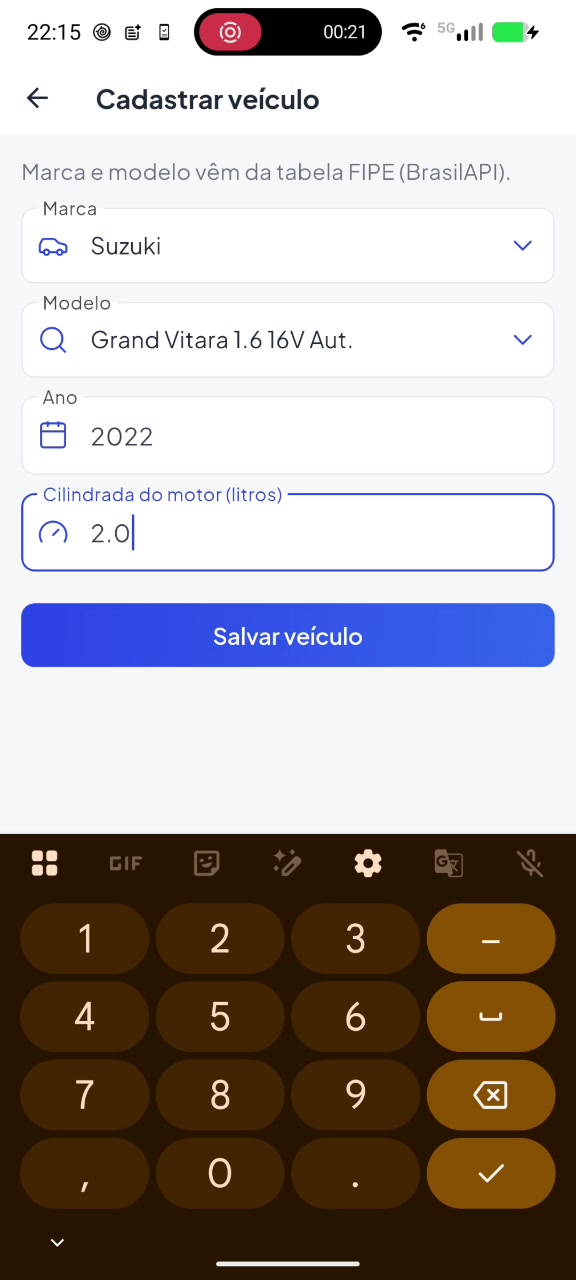 22:15
00:21
5G
Cadastrar veículo
Marca e modelo vêm da tabela FIPE (BrasilAPI).
Marca
Suzuki
Modelo
Grand Vitara 1.6 16V Aut.
Ano
2022
Cilindrada do motor (litros)
2.0
Salvar veículo
GIF
1 2 3 –
4 5 6
7 8 9
, 0 .